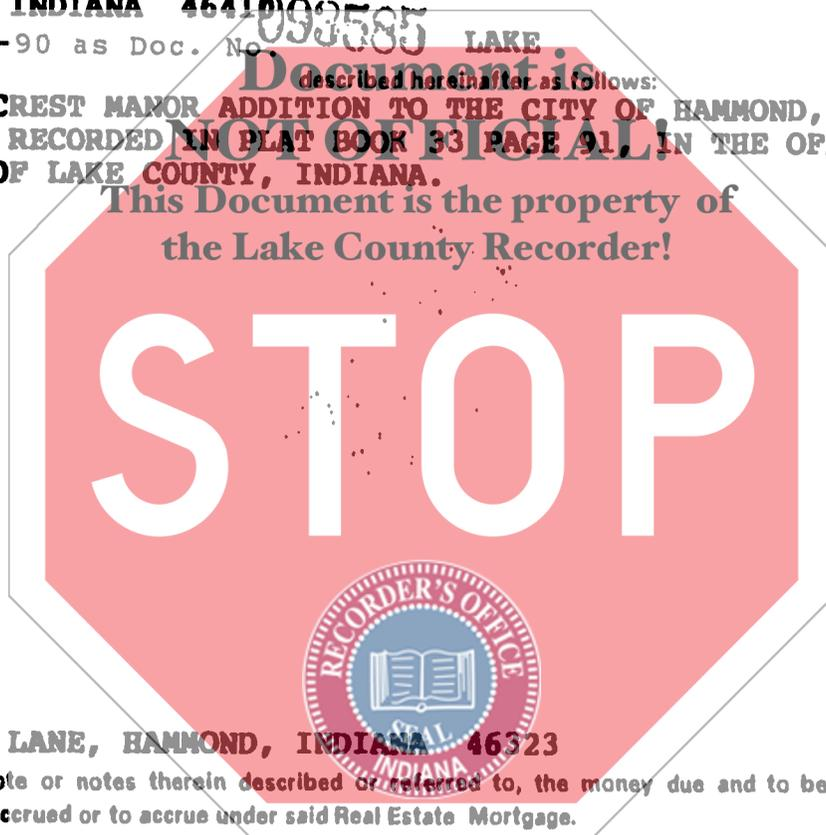 INDIANA 46410
093585
-90 as Doc. No. LAKE
Document is
described hereinafter as follows:
CREST MANOR ADDITION TO THE CITY OF HAMMOND,
NOT OFFICIAL!
RECORDED IN PLAT BOOK 33 PAGE 91, IN THE OF
OF LAKE COUNTY, INDIANA.
This Document is the property of
the Lake County Recorder!
STOP
RECORDER'S OFFICE
SEAL
INDIANA
LANE, HAMMOND, INDIANA 46323
ote or notes therein described or referred to, the money due and to be
ccrued or to accrue under said Real Estate Mortgage.